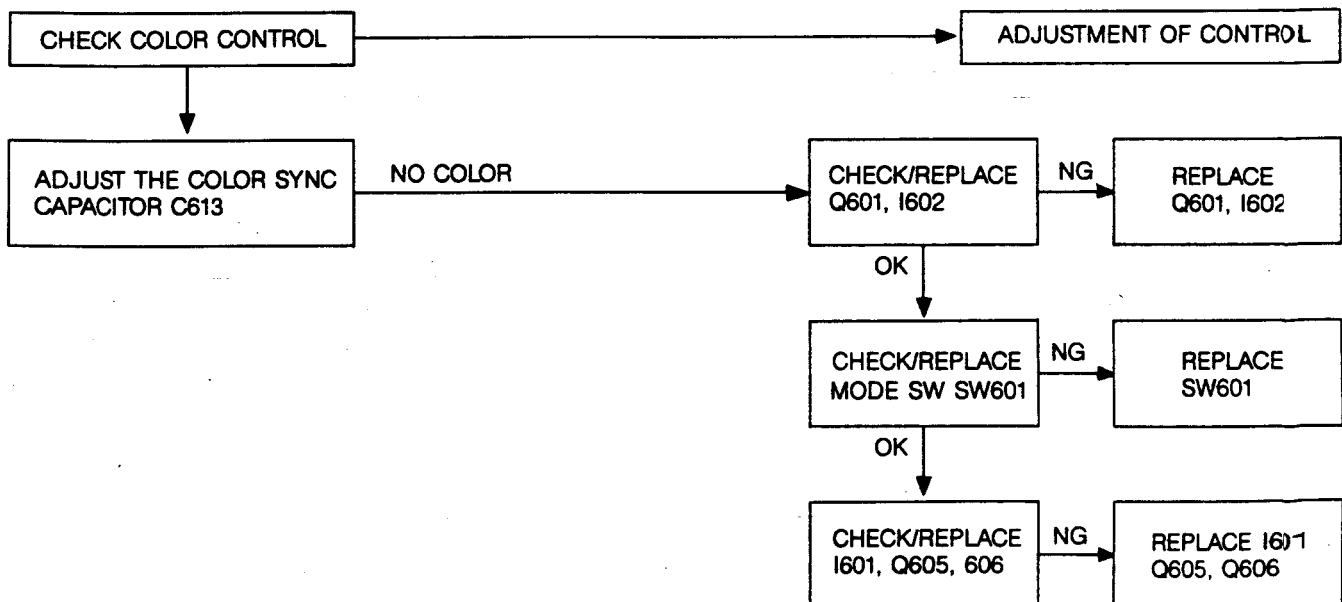 CHECK COLOR CONTROL
ADJUSTMENT OF CONTROL
ADJUST THE COLOR SYNC
CAPACITOR C613
NO COLOR
CHECK/REPLACE
Q601, I602
NG
REPLACE
Q601, I602
OK
CHECK/REPLACE
MODE SW SW601
NG
REPLACE
SW601
OK
CHECK/REPLACE
I601, Q605, 606
NG
REPLACE I601
Q605, Q606